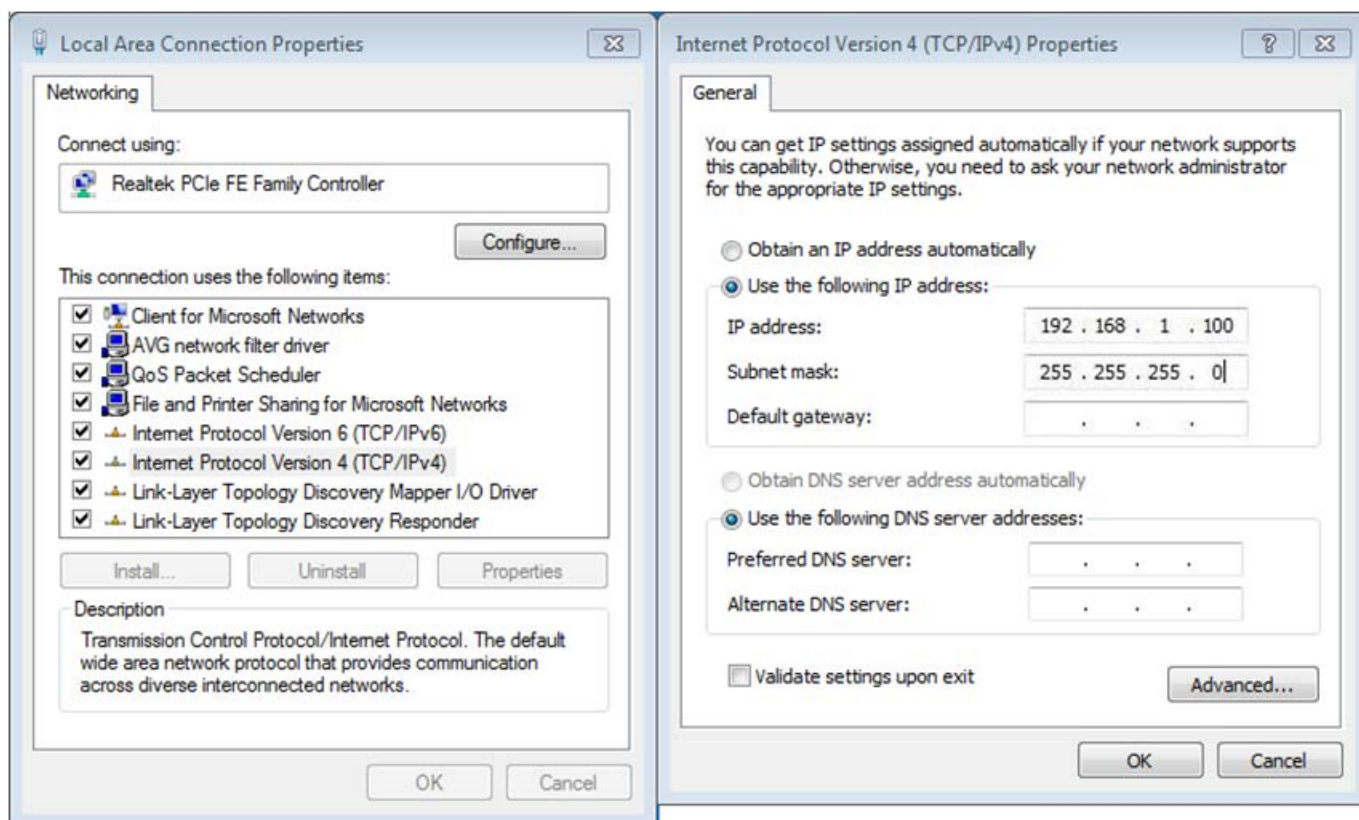 Local Area Connection Properties
Networking
Connect using:
Realtek PCIe FE Family Controller
Configure...
This connection uses the following items:
Client for Microsoft Networks
AVG network filter driver
QoS Packet Scheduler
File and Printer Sharing for Microsoft Networks
Internet Protocol Version 6 (TCP/IPv6)
Internet Protocol Version 4 (TCP/IPv4)
Link-Layer Topology Discovery Mapper I/O Driver
Link-Layer Topology Discovery Responder
Install... Uninstall Properties
Description
Transmission Control Protocol/Internet Protocol. The default
wide area network protocol that provides communication
across diverse interconnected networks.
OK Cancel
Internet Protocol Version 4 (TCP/IPv4) Properties
General
You can get IP settings assigned automatically if your network supports
this capability. Otherwise, you need to ask your network administrator
for the appropriate IP settings.
Obtain an IP address automatically
Use the following IP address:
IP address: 192 . 168 . 1 . 100
Subnet mask: 255 . 255 . 255 . 0
Default gateway: . . .
Obtain DNS server address automatically
Use the following DNS server addresses:
Preferred DNS server: . . .
Alternate DNS server: . . .
Validate settings upon exit
Advanced...
OK Cancel